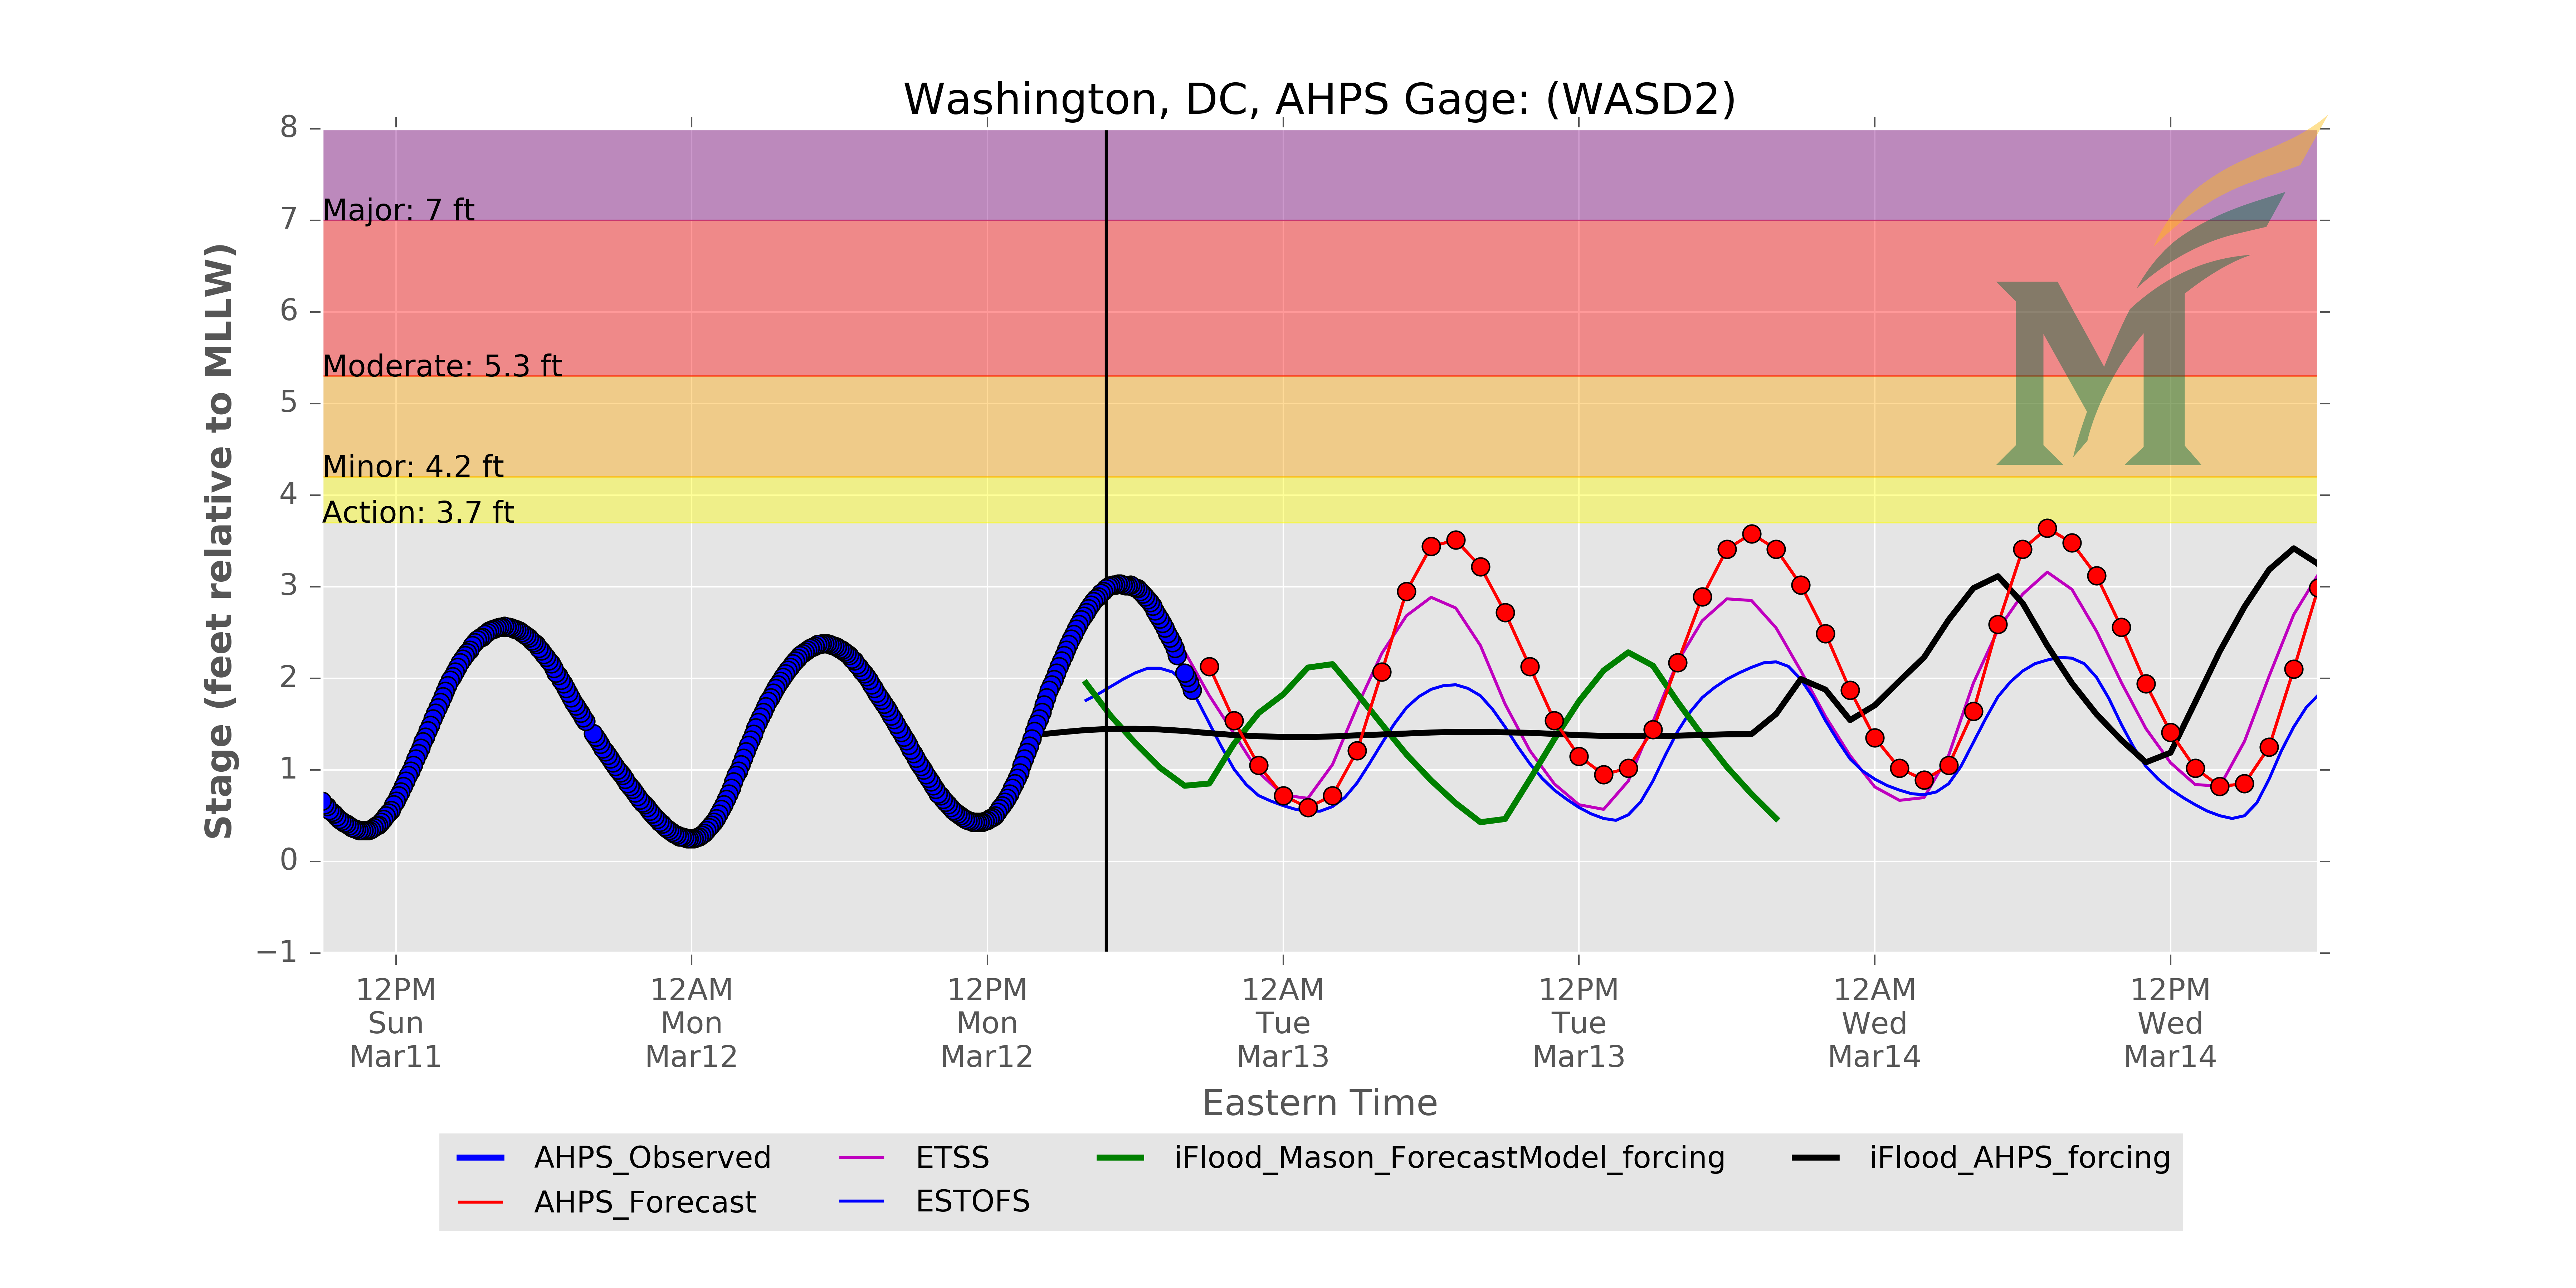 Washington, DC, AHPS Gage: (WASD2)
8
7
6
5
4
3
2
1
0
−1
Stage (feet relative to MLLW)
Major: 7 ft
Moderate: 5.3 ft
Minor: 4.2 ft
Action: 3.7 ft
M
12PM
Sun
Mar11
12AM
Mon
Mar12
12PM
Mon
Mar12
12AM
Tue
Mar13
12PM
Tue
Mar13
12AM
Wed
Mar14
12PM
Wed
Mar14
Eastern Time
AHPS_Observed
AHPS_Forecast
ETSS
ESTOFS
iFlood_Mason_ForecastModel_forcing
iFlood_AHPS_forcing